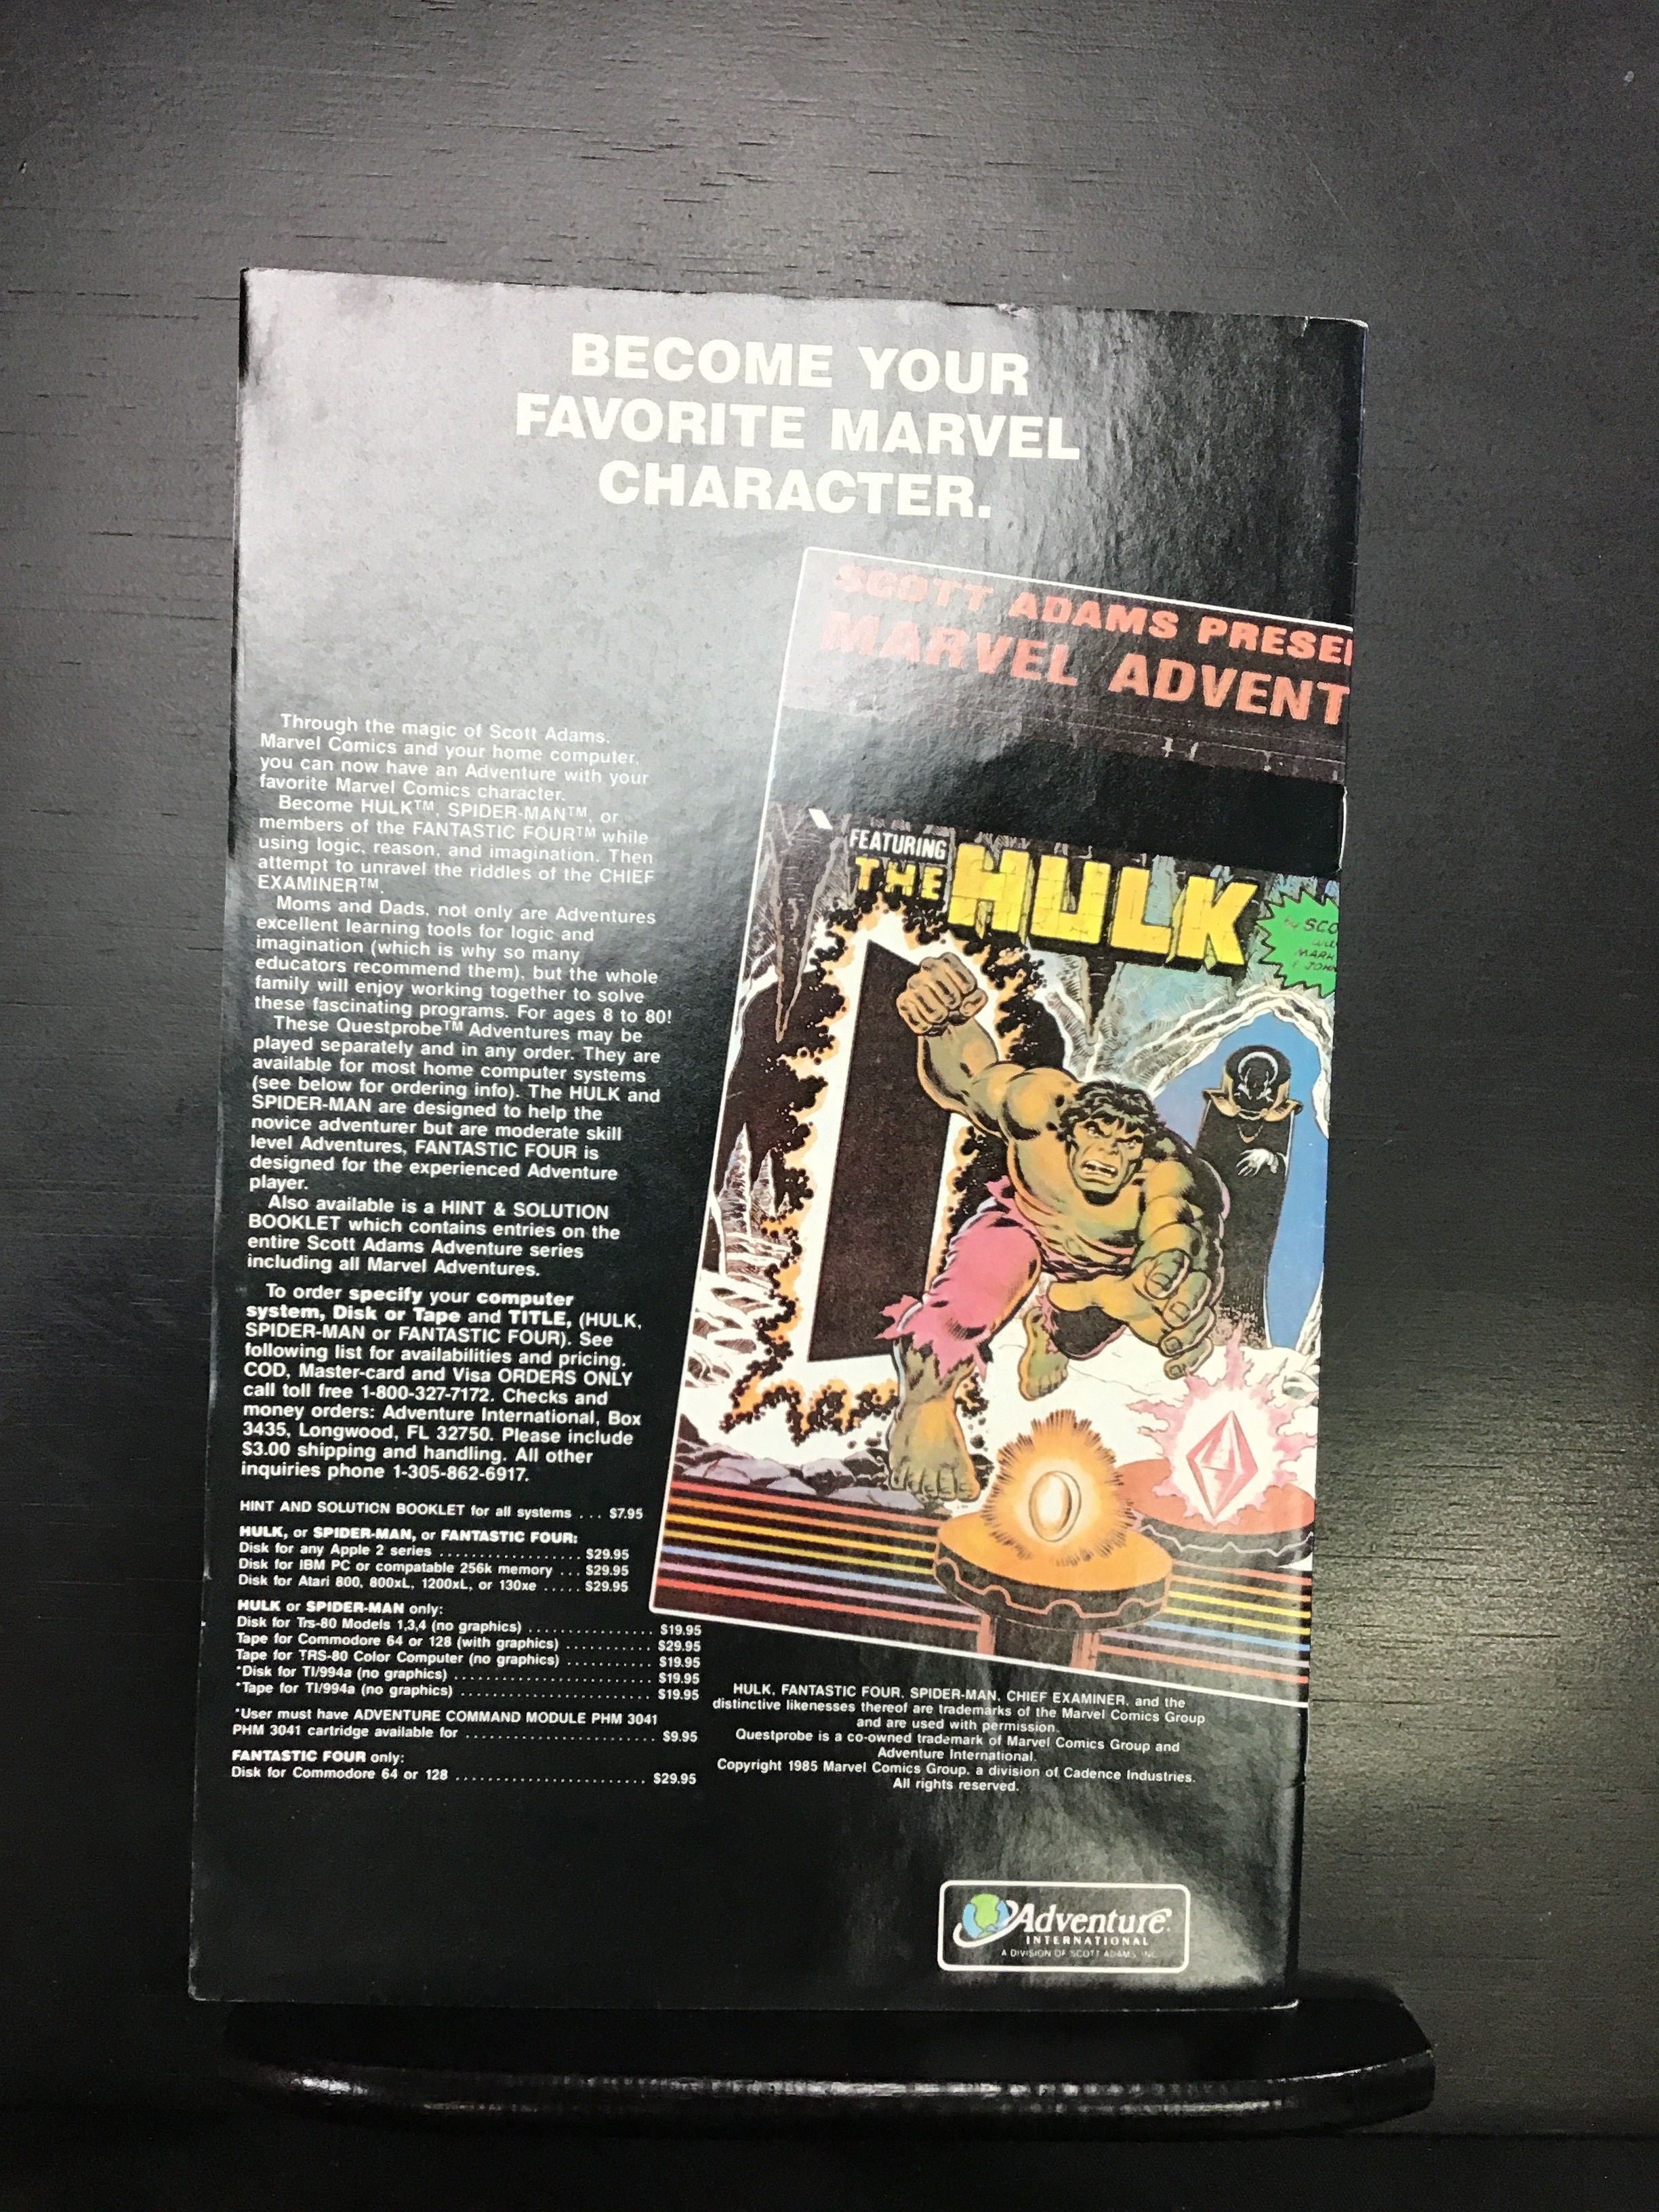 BECOME YOUR
FAVORITE MARVEL
CHARACTER.
Through the magic of Scott Adams,
Marvel Comics and your home computer,
you can now have an Adventure with your
favorite Marvel Comics character.
Become HULK™, SPIDER-MAN™, or
members of the FANTASTIC FOUR™ while
using logic, reason, and imagination. Then
attempt to unravel the riddles of the CHIEF
EXAMINER™.
Moms and Dads, not only are Adventures
excellent learning tools for logic and
imagination (which is why so many
educators recommend them), but the whole
family will enjoy working together to solve
these fascinating programs. For ages 8 to 80!
These Questprobe™ Adventures may be
played separately and in any order. They are
available for most home computer systems
(see below for ordering info). The HULK and
SPIDER-MAN are designed to help the
novice adventurer but are moderate skill
level Adventures, FANTASTIC FOUR is
designed for the experienced Adventure
player.
Also available is a HINT & SOLUTION
BOOKLET which contains entries on the
entire Scott Adams Adventure series
including all Marvel Adventures.
To order specify your computer
system, Disk or Tape and TITLE, (HULK,
SPIDER-MAN or FANTASTIC FOUR). See
following list for availabilities and pricing.
COD, Master-card and Visa ORDERS ONLY
call toll free 1-800-327-7172. Checks and
money orders: Adventure International, Box
3435, Longwood, FL 32750. Please include
$3.00 shipping and handling. All other
inquiries phone 1-305-862-6917.
HINT AND SOLUTION BOOKLET for all systems ... $7.95
HULK, or SPIDER-MAN, or FANTASTIC FOUR:
Disk for any Apple 2 series .................. $29.95
Disk for IBM PC or compatable 256k memory ... $29.95
Disk for Atari 800, 800xL, 1200xL, or 130xe ..... $29.95
HULK or SPIDER-MAN only:
Disk for Trs-80 Models 1,3,4 (no graphics) ................ $19.95
Tape for Commodore 64 or 128 (with graphics) ........... $29.95
Tape for TRS-80 Color Computer (no graphics) ........... $19.95
*Disk for TI/994a (no graphics) ......................... $19.95
*Tape for TI/994a (no graphics) ........................ $19.95
*User must have ADVENTURE COMMAND MODULE PHM 3041
PHM 3041 cartridge available for ........................ $9.95
FANTASTIC FOUR only:
Disk for Commodore 64 or 128 ........................ $29.95
SCOTT ADAMS PRESE
MARVEL ADVENT
FEATURING
THE HULK
by SCO
MARK
& JOHN
HULK, FANTASTIC FOUR, SPIDER-MAN, CHIEF EXAMINER, and the
distinctive likenesses thereof are trademarks of the Marvel Comics Group
and are used with permission.
Questprobe is a co-owned trademark of Marvel Comics Group and
Adventure International.
Copyright 1985 Marvel Comics Group, a division of Cadence Industries.
All rights reserved.
Adventure
INTERNATIONAL
A DIVISION OF SCOTT ADAMS, INC.